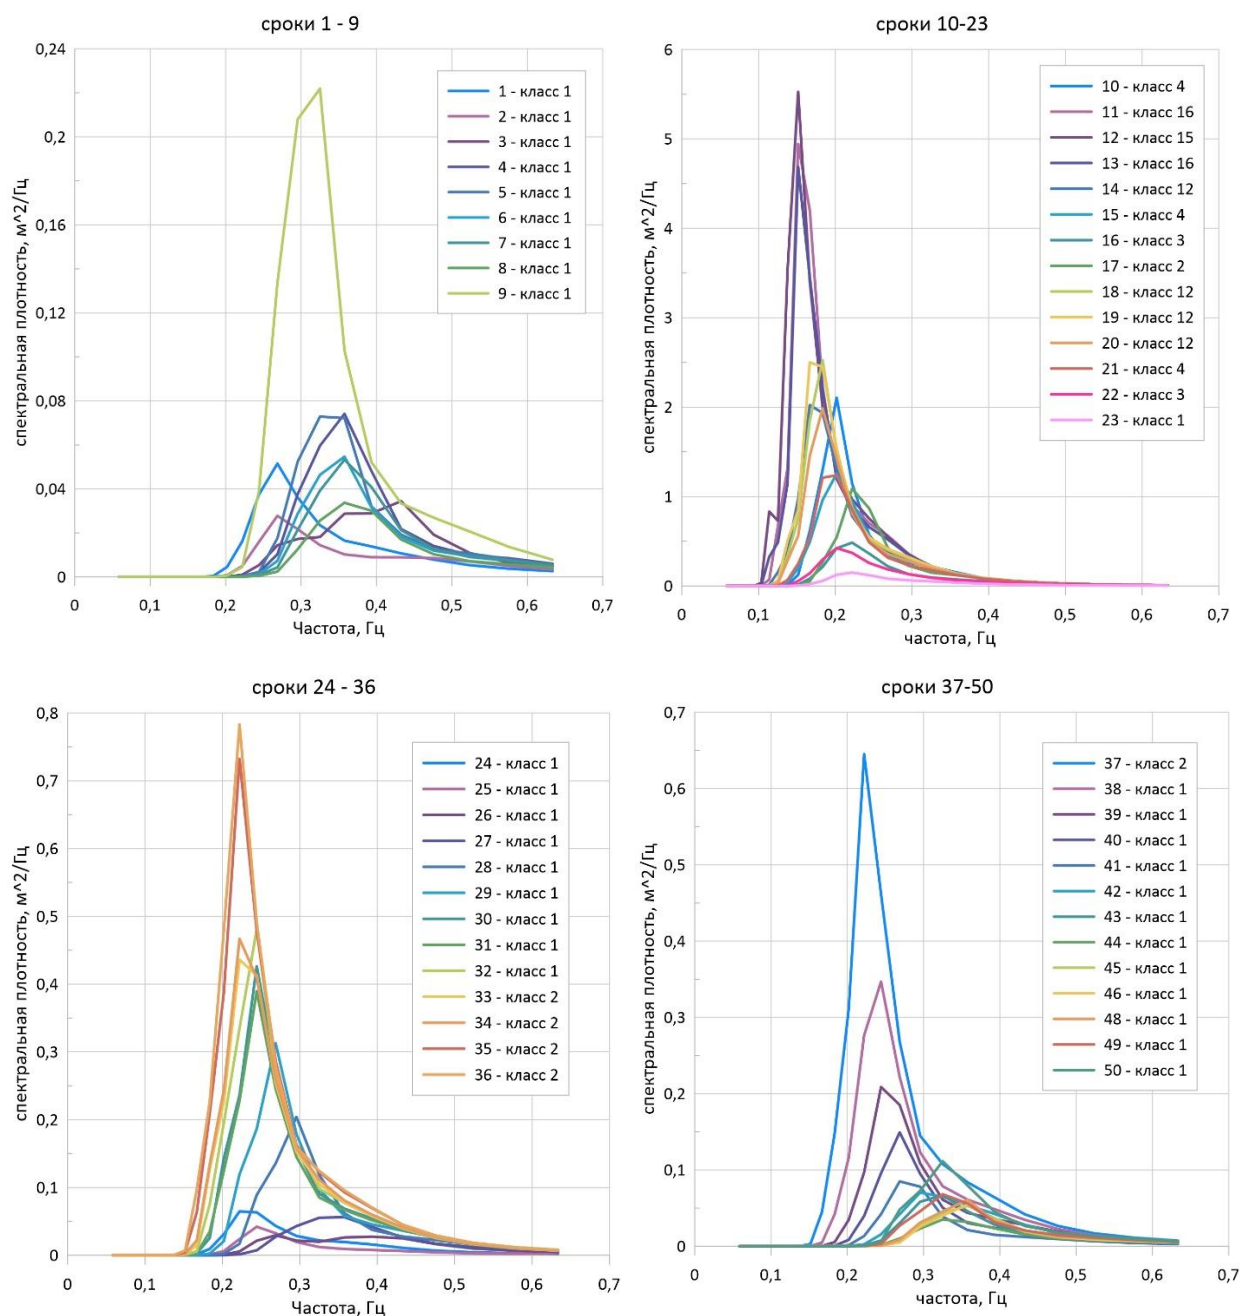 сроки 1 - 9
спектральная плотность, м^2/Гц
0,24
0,2
0,16
0,12
0,08
0,04
0
0 0,1 0,2 0,3 0,4 0,5 0,6 0,7
Частота, Гц
1 - класс 1
2 - класс 1
3 - класс 1
4 - класс 1
5 - класс 1
6 - класс 1
7 - класс 1
8 - класс 1
9 - класс 1
сроки 10-23
спектральная плотность, м^2/Гц
6
5
4
3
2
1
0
0 0,1 0,2 0,3 0,4 0,5 0,6 0,7
частота, Гц
10 - класс 4
11 - класс 16
12 - класс 15
13 - класс 16
14 - класс 12
15 - класс 4
16 - класс 3
17 - класс 2
18 - класс 12
19 - класс 12
20 - класс 12
21 - класс 4
22 - класс 3
23 - класс 1
сроки 24 - 36
спектральная плотность, м^2/Гц
0,8
0,7
0,6
0,5
0,4
0,3
0,2
0,1
0
0 0,1 0,2 0,3 0,4 0,5 0,6 0,7
Частота, Гц
24 - класс 1
25 - класс 1
26 - класс 1
27 - класс 1
28 - класс 1
29 - класс 1
30 - класс 1
31 - класс 1
32 - класс 1
33 - класс 2
34 - класс 2
35 - класс 2
36 - класс 2
сроки 37-50
спектральная плотность, м^2/Гц
0,7
0,6
0,5
0,4
0,3
0,2
0,1
0
0 0,1 0,2 0,3 0,4 0,5 0,6 0,7
частота, Гц
37 - класс 2
38 - класс 1
39 - класс 1
40 - класс 1
41 - класс 1
42 - класс 1
43 - класс 1
44 - класс 1
45 - класс 1
46 - класс 1
48 - класс 1
49 - класс 1
50 - класс 1